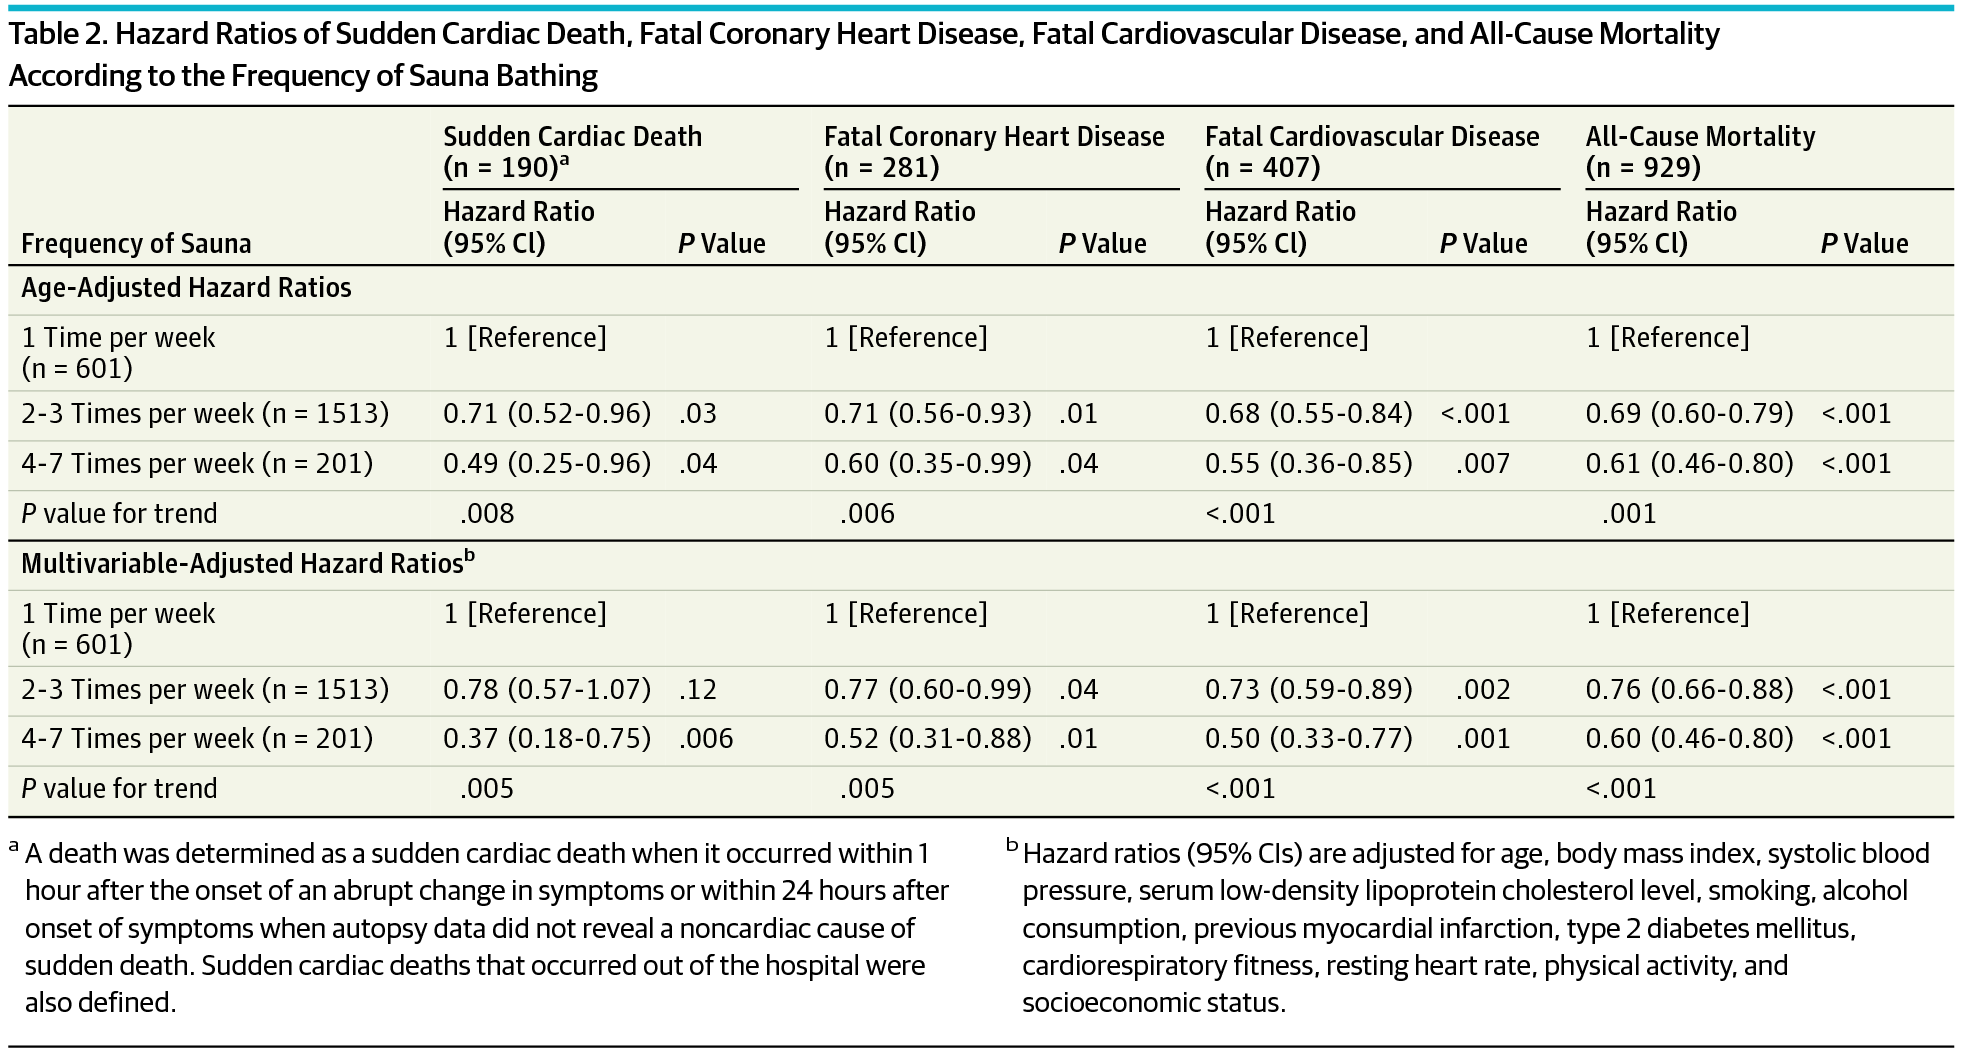 Table 2. Hazard Ratios of Sudden Cardiac Death, Fatal Coronary Heart Disease, Fatal Cardiovascular Disease, and All-Cause Mortality
According to the Frequency of Sauna Bathing
Sudden Cardiac Death Fatal Coronary Heart Disease Fatal Cardiovascular Disease All-Cause Mortality
(n = 190)a (n = 281) (n = 407) (n = 929)
Hazard Ratio Hazard Ratio Hazard Ratio Hazard Ratio
Frequency of Sauna (95% Cl) P Value (95% Cl) P Value (95% Cl) P Value (95% Cl) P Value
Age-Adjusted Hazard Ratios
1 Time per week 1 [Reference] 1 [Reference] 1 [Reference] 1 [Reference]
(n = 601)
2-3 Times per week (n = 1513) 0.71 (0.52-0.96) .03 0.71 (0.56-0.93) .01 0.68 (0.55-0.84) <.001 0.69 (0.60-0.79) <.001
4-7 Times per week (n = 201) 0.49 (0.25-0.96) .04 0.60 (0.35-0.99) .04 0.55 (0.36-0.85) .007 0.61 (0.46-0.80) <.001
P value for trend .008 .006 <.001 .001
Multivariable-Adjusted Hazard Ratiosb
1 Time per week 1 [Reference] 1 [Reference] 1 [Reference] 1 [Reference]
(n = 601)
2-3 Times per week (n = 1513) 0.78 (0.57-1.07) .12 0.77 (0.60-0.99) .04 0.73 (0.59-0.89) .002 0.76 (0.66-0.88) <.001
4-7 Times per week (n = 201) 0.37 (0.18-0.75) .006 0.52 (0.31-0.88) .01 0.50 (0.33-0.77) .001 0.60 (0.46-0.80) <.001
P value for trend .005 .005 <.001 <.001
a A death was determined as a sudden cardiac death when it occurred within 1
hour after the onset of an abrupt change in symptoms or within 24 hours after
onset of symptoms when autopsy data did not reveal a noncardiac cause of
sudden death. Sudden cardiac deaths that occurred out of the hospital were
also defined.
b Hazard ratios (95% CIs) are adjusted for age, body mass index, systolic blood
pressure, serum low-density lipoprotein cholesterol level, smoking, alcohol
consumption, previous myocardial infarction, type 2 diabetes mellitus,
cardiorespiratory fitness, resting heart rate, physical activity, and
socioeconomic status.